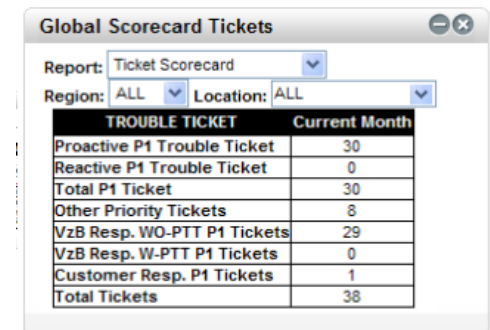 Global Scorecard Tickets
Report: Ticket Scorecard
Region: ALL Location: ALL
TROUBLE TICKET Current Month
Proactive P1 Trouble Ticket 30
Reactive P1 Trouble Ticket 0
Total P1 Ticket 30
Other Priority Tickets 8
VzB Resp. WO-PTT P1 Tickets 29
VzB Resp. W-PTT P1 Tickets 0
Customer Resp. P1 Tickets 1
Total Tickets 38